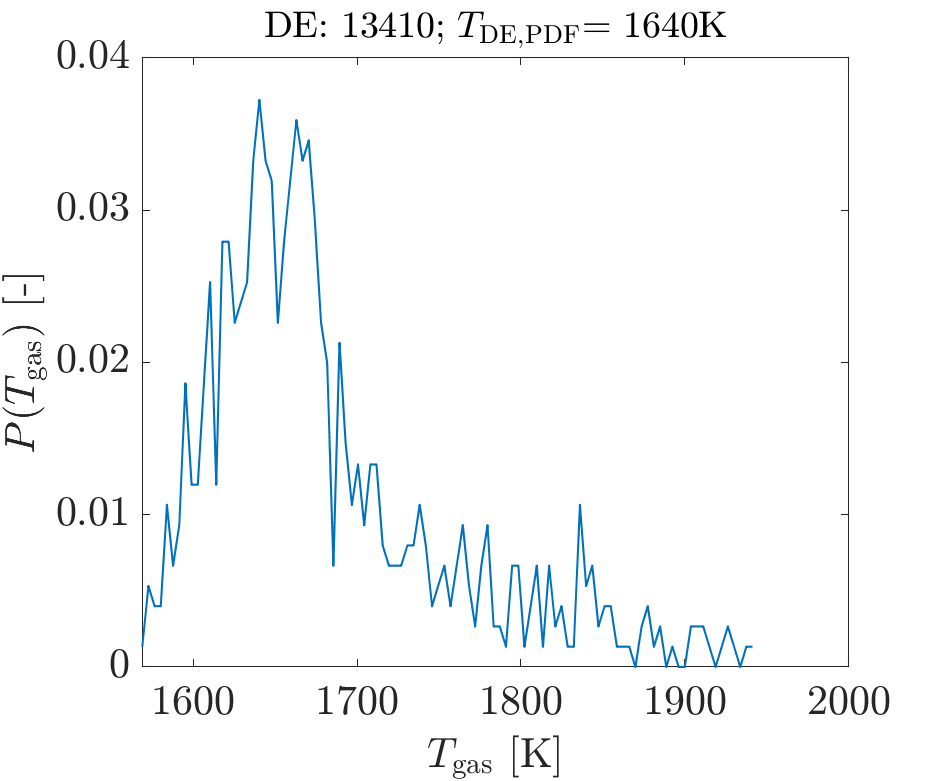 DE: 13410; T_DE,PDF= 1640K
0.04
0.03
0.02
0.01
0
P(T_gas) [-]
1600 1700 1800 1900 2000
T_gas [K]